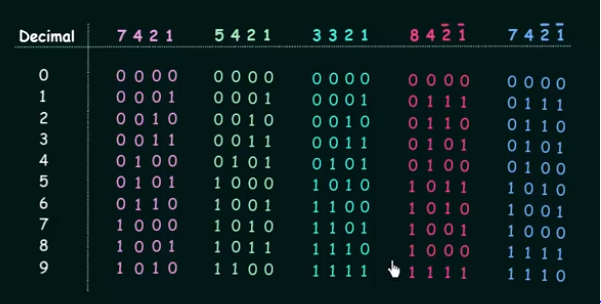 Decimal 7 4 2 1 5 4 2 1 3 3 2 1 8 4 2̅ 1̅ 7 4 2̅ 1̅
0 0 0 0 0 0 0 0 0 0 0 0 0 0 0 0 0 0 0 0 0
1 0 0 0 1 0 0 0 1 0 0 0 1 0 1 1 1 0 1 1 1
2 0 0 1 0 0 0 1 0 0 0 1 0 0 1 1 0 0 1 1 0
3 0 0 1 1 0 0 1 1 0 0 1 1 0 1 0 1 0 1 0 1
4 0 1 0 0 0 1 0 1 0 1 0 1 0 1 0 0 0 1 0 0
5 0 1 0 1 1 0 0 0 1 0 1 0 1 0 1 1 1 0 1 0
6 0 1 1 0 1 0 0 1 1 1 0 0 1 0 1 0 1 0 0 1
7 1 0 0 0 1 0 1 0 1 1 0 1 1 0 0 1 1 0 0 0
8 1 0 0 1 1 0 1 1 1 1 1 0 1 0 0 0 1 1 1 1
9 1 0 1 0 1 1 0 0 1 1 1 1 1 1 1 1 1 1 1 0